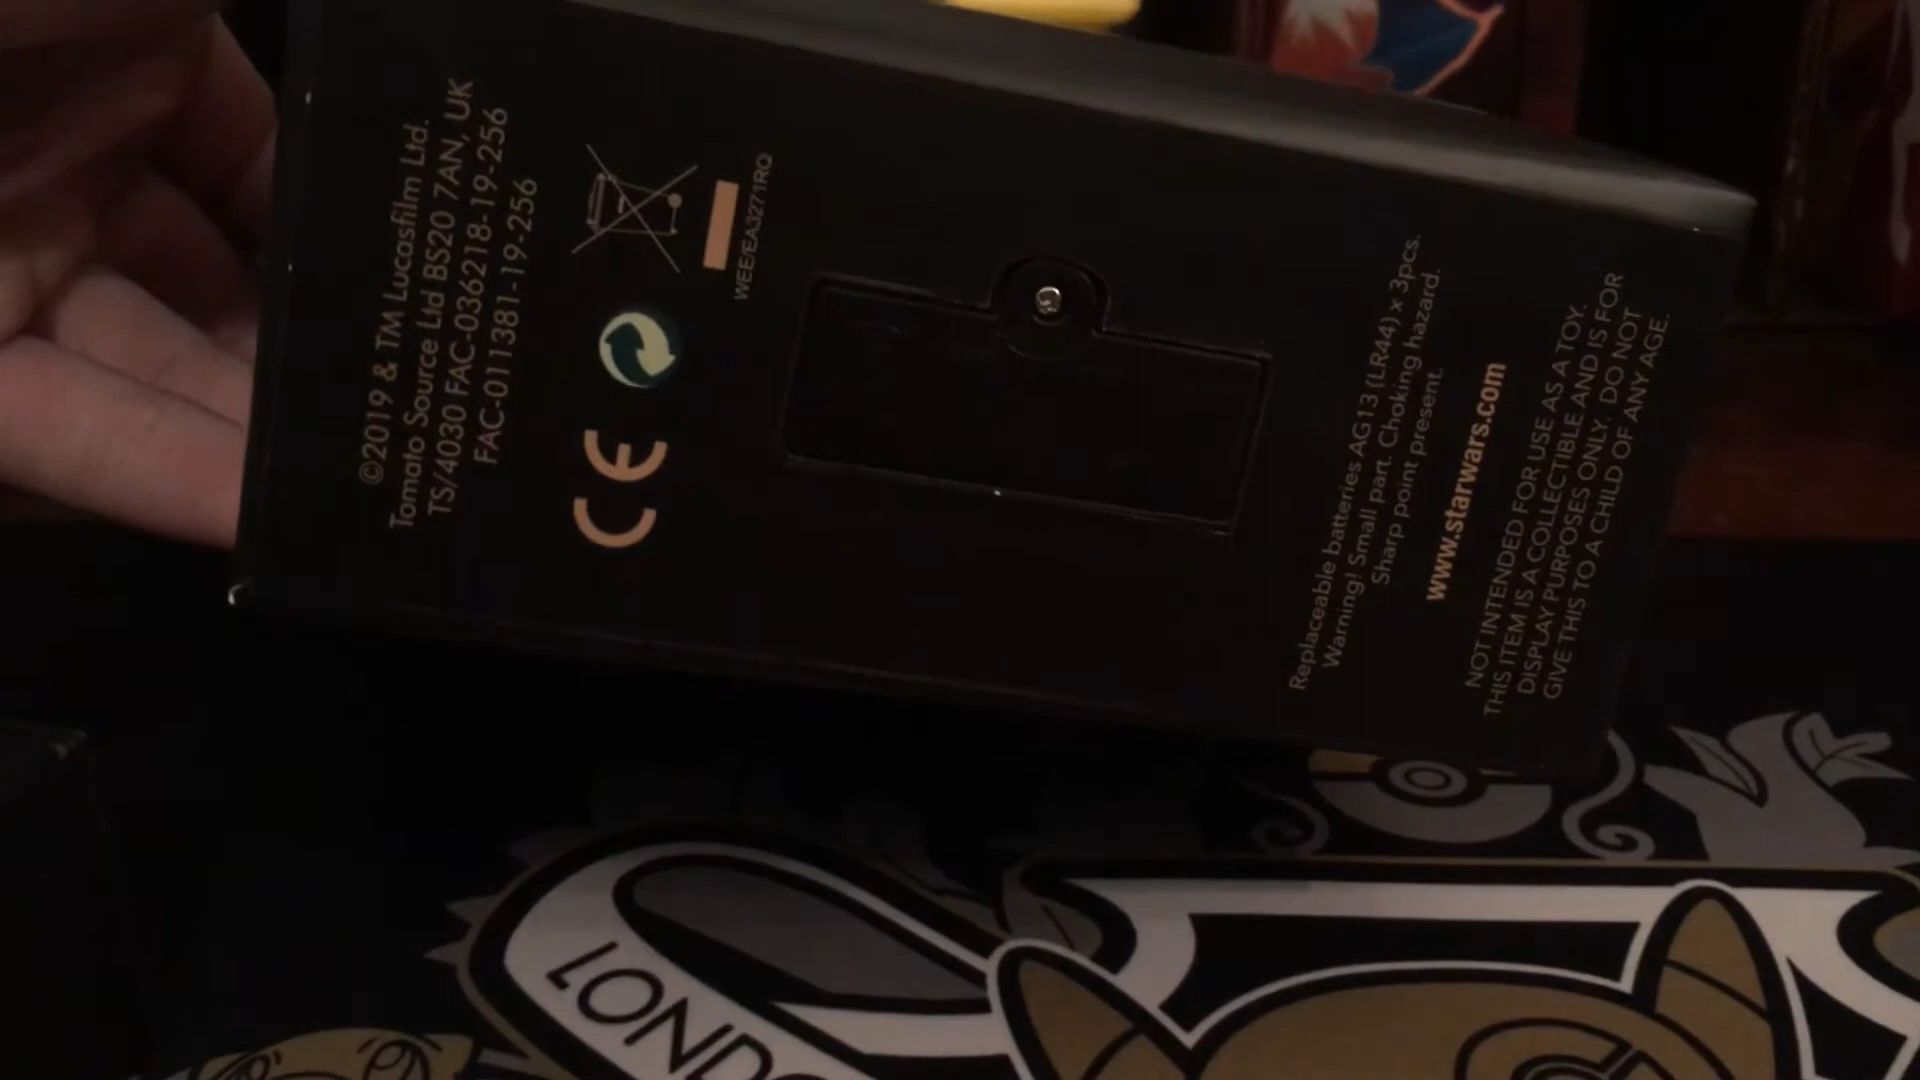 ©2019 & TM Lucasfilm Ltd.
Tomato Source Ltd BS20 7AN, UK
TS/4030 FAC-036218-19-256
FAC-011381-19-256
WEE/EA3271RQ
CE
Replaceable batteries AG13 (LR44) x 3pcs.
Warning! Small part. Choking hazard.
Sharp point present.
www.starwars.com
NOT INTENDED FOR USE AS A TOY.
THIS ITEM IS A COLLECTIBLE AND IS FOR
DISPLAY PURPOSES ONLY. DO NOT
GIVE THIS TO A CHILD OF ANY AGE.